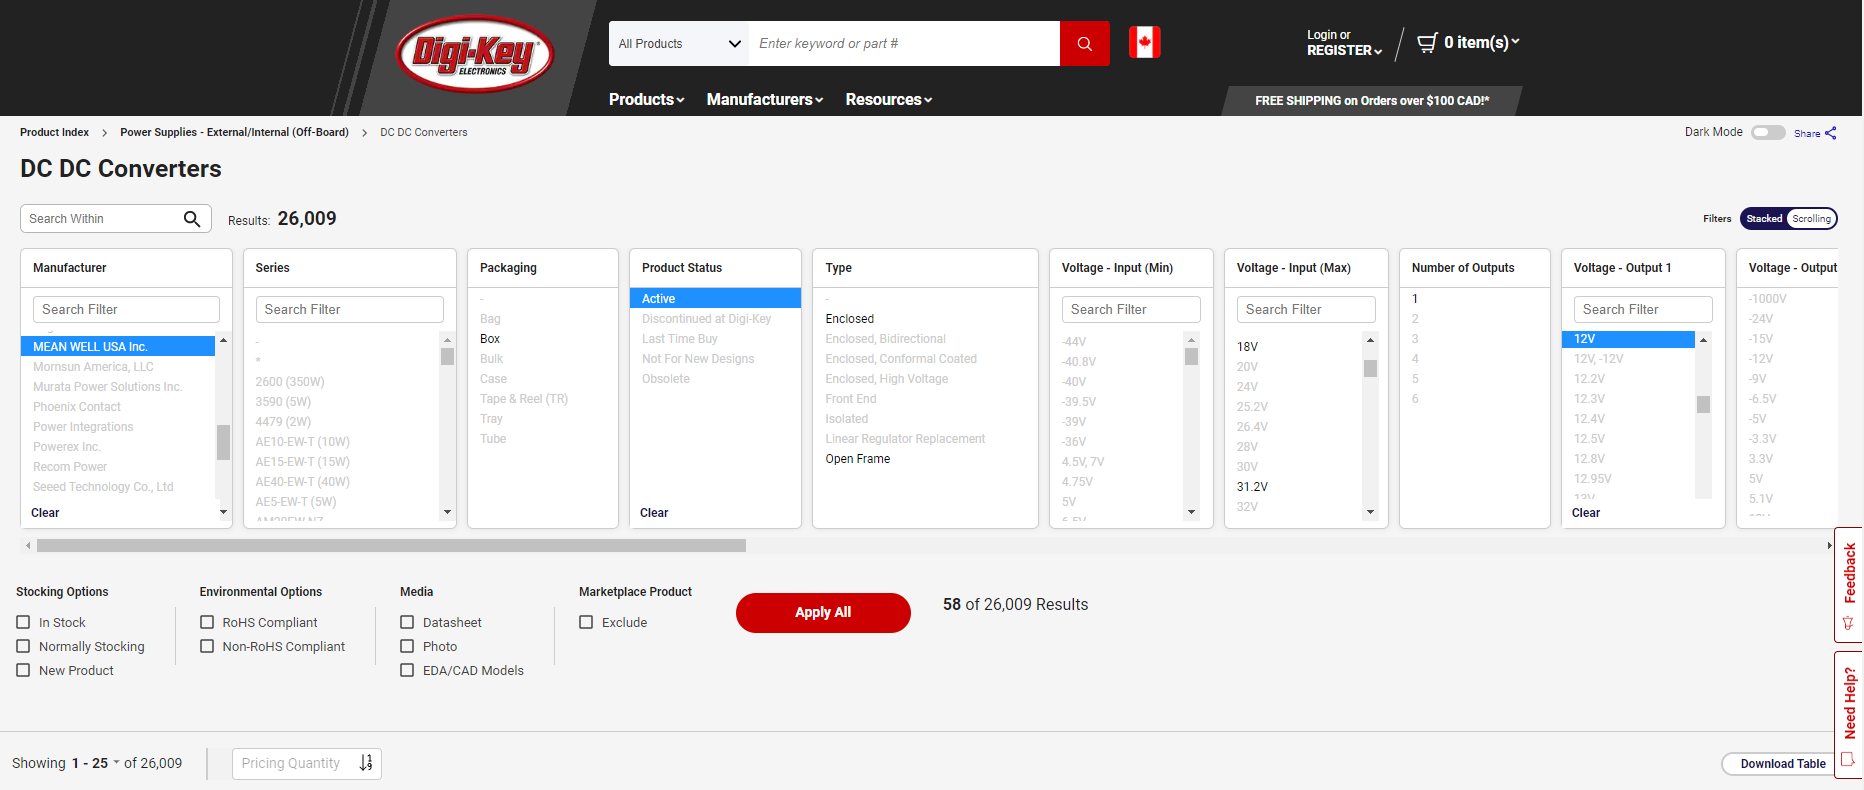 Digi-Key
ELECTRONICS
All Products
Enter keyword or part #
Login or
REGISTER
0 item(s)
Products
Manufacturers
Resources
FREE SHIPPING on Orders over $100 CAD!*
Product Index > Power Supplies - External/Internal (Off-Board) > DC DC Converters
Dark Mode
Share
DC DC Converters
Search Within
Results: 26,009
Filters
Stacked
Scrolling
Manufacturer
Search Filter
MEAN WELL USA Inc.
Mornsun America, LLC
Murata Power Solutions Inc.
Phoenix Contact
Power Integrations
Powerex Inc.
Recom Power
Seeed Technology Co., Ltd
Clear
Series
Search Filter
-
*
2600 (350W)
3590 (5W)
4479 (2W)
AE10-EW-T (10W)
AE15-EW-T (15W)
AE40-EW-T (40W)
AE5-EW-T (5W)
Packaging
-
Bag
Box
Bulk
Case
Tape & Reel (TR)
Tray
Tube
Product Status
Active
Discontinued at Digi-Key
Last Time Buy
Not For New Designs
Obsolete
Clear
Type
-
Enclosed
Enclosed, Bidirectional
Enclosed, Conformal Coated
Enclosed, High Voltage
Front End
Isolated
Linear Regulator Replacement
Open Frame
Voltage - Input (Min)
Search Filter
-44V
-40.8V
-40V
-39.5V
-39V
-36V
4.5V, 7V
4.75V
5V
Voltage - Input (Max)
Search Filter
18V
20V
24V
25.2V
26.4V
28V
30V
31.2V
32V
Number of Outputs
1
2
3
4
5
6
Voltage - Output 1
Search Filter
12V
12V, -12V
12.2V
12.3V
12.4V
12.5V
12.8V
12.95V
13V
Clear
Voltage - Output
-1000V
-24V
-15V
-12V
-9V
-6.5V
-5V
-3.3V
3.3V
5V
5.1V
Stocking Options
In Stock
Normally Stocking
New Product
Environmental Options
RoHS Compliant
Non-RoHS Compliant
Media
Datasheet
Photo
EDA/CAD Models
Marketplace Product
Exclude
Apply All
58 of 26,009 Results
Feedback
Need Help?
Showing 1 - 25 of 26,009
Pricing Quantity
Download Table